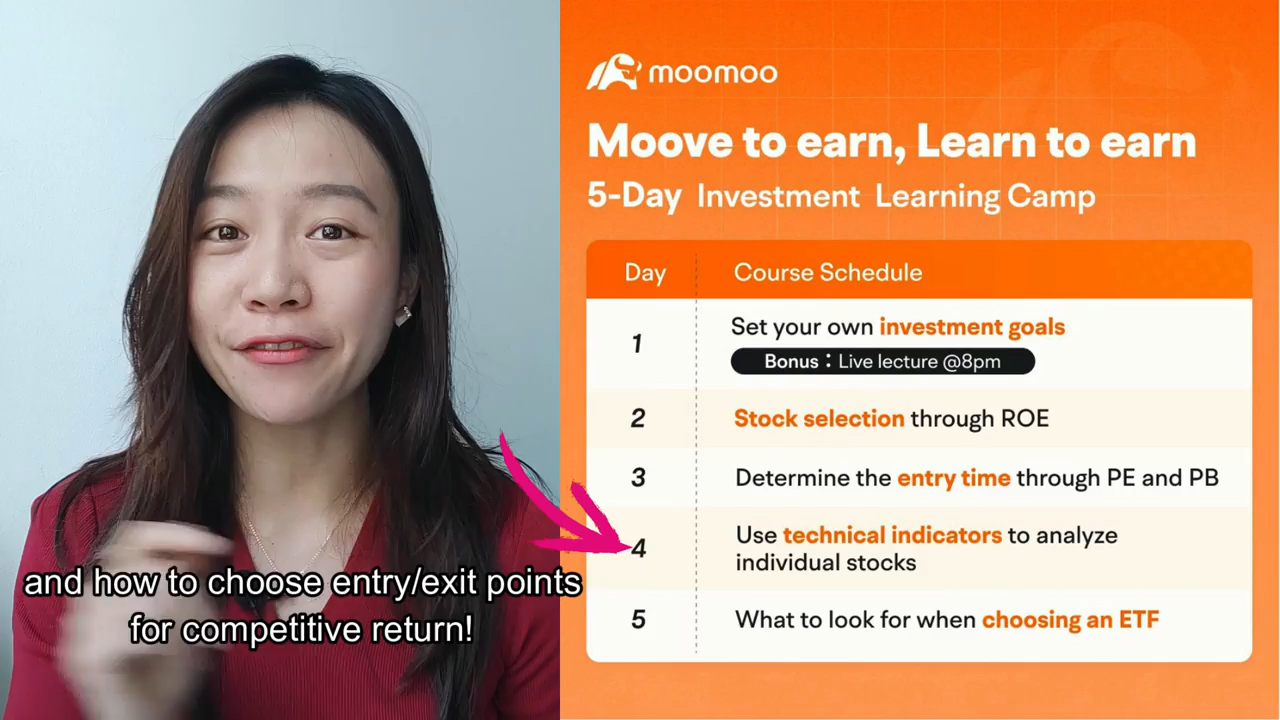 moomoo
Moove to earn, Learn to earn
5-Day Investment Learning Camp
Day Course Schedule
1 Set your own investment goals
Bonus：Live lecture @8pm
2 Stock selection through ROE
3 Determine the entry time through PE and PB
4 Use technical indicators to analyze
individual stocks
5 What to look for when choosing an ETF
and how to choose entry/exit points
for competitive return!